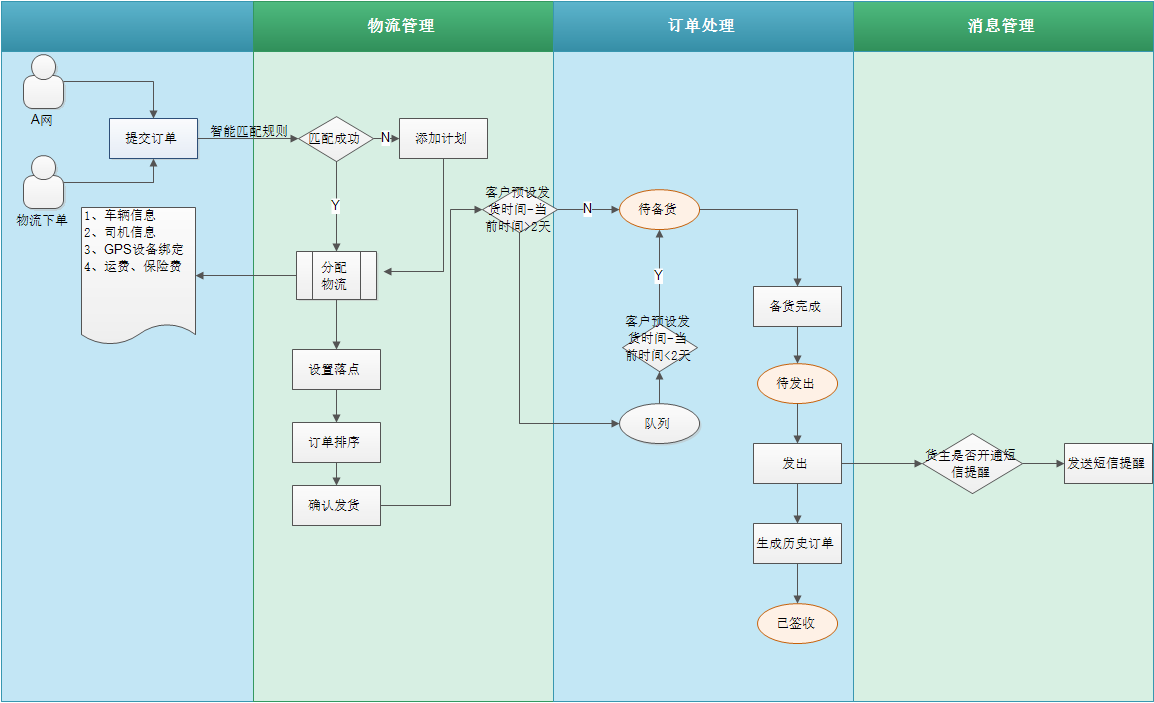 物流管理
订单处理
消息管理
A网
提交订单
智能匹配规则
匹配成功
N
添加计划
物流下单
1、车辆信息
2、司机信息
3、GPS设备绑定
4、运费、保险费
Y
分配
物流
设置落点
订单排序
确认发货
客户预设发
货时间-当
前时间>2天
N
待备货
Y
客户预设发
货时间-当
前时间<2天
队列
备货完成
待发出
发出
生成历史订单
已签收
货主是否开通短
信提醒
发送短信提醒